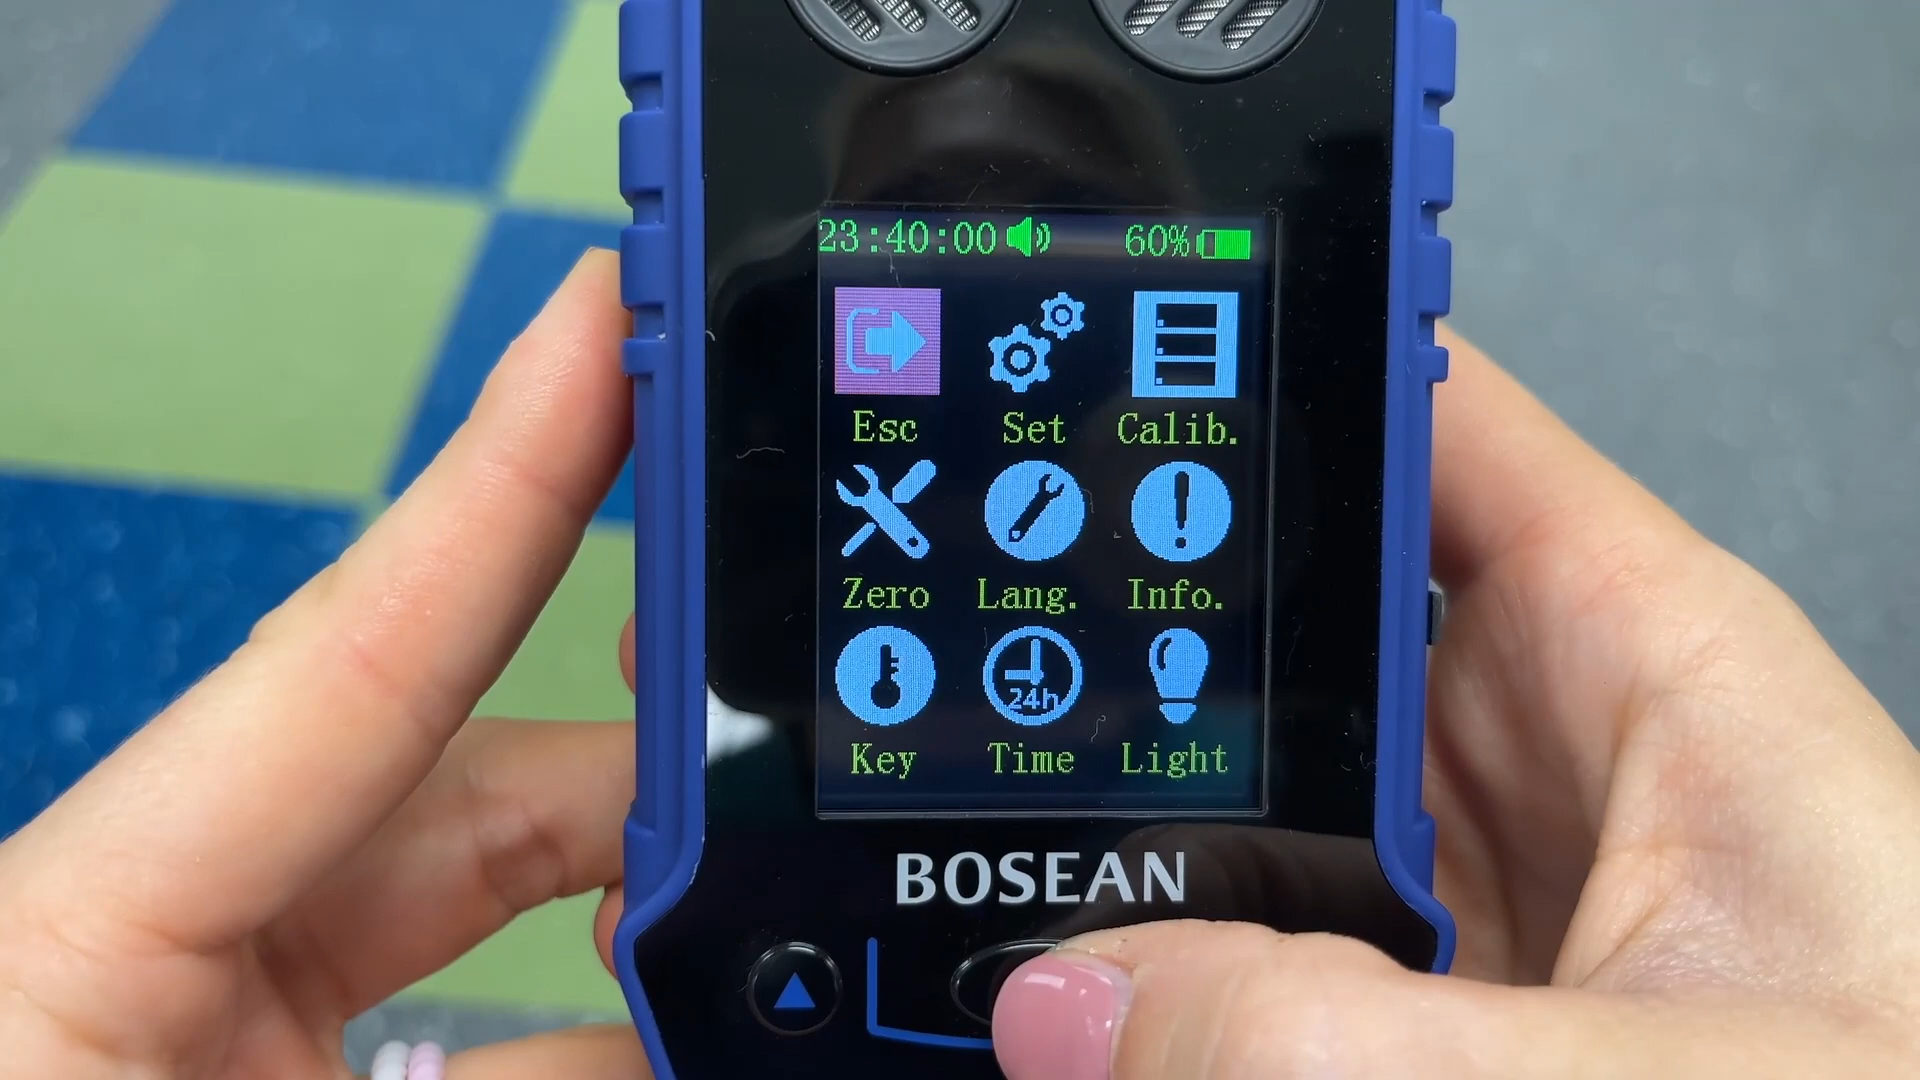 23:40:00 60%
Esc Set Calib.
Zero Lang. Info.
24h
Key Time Light
BOSEAN